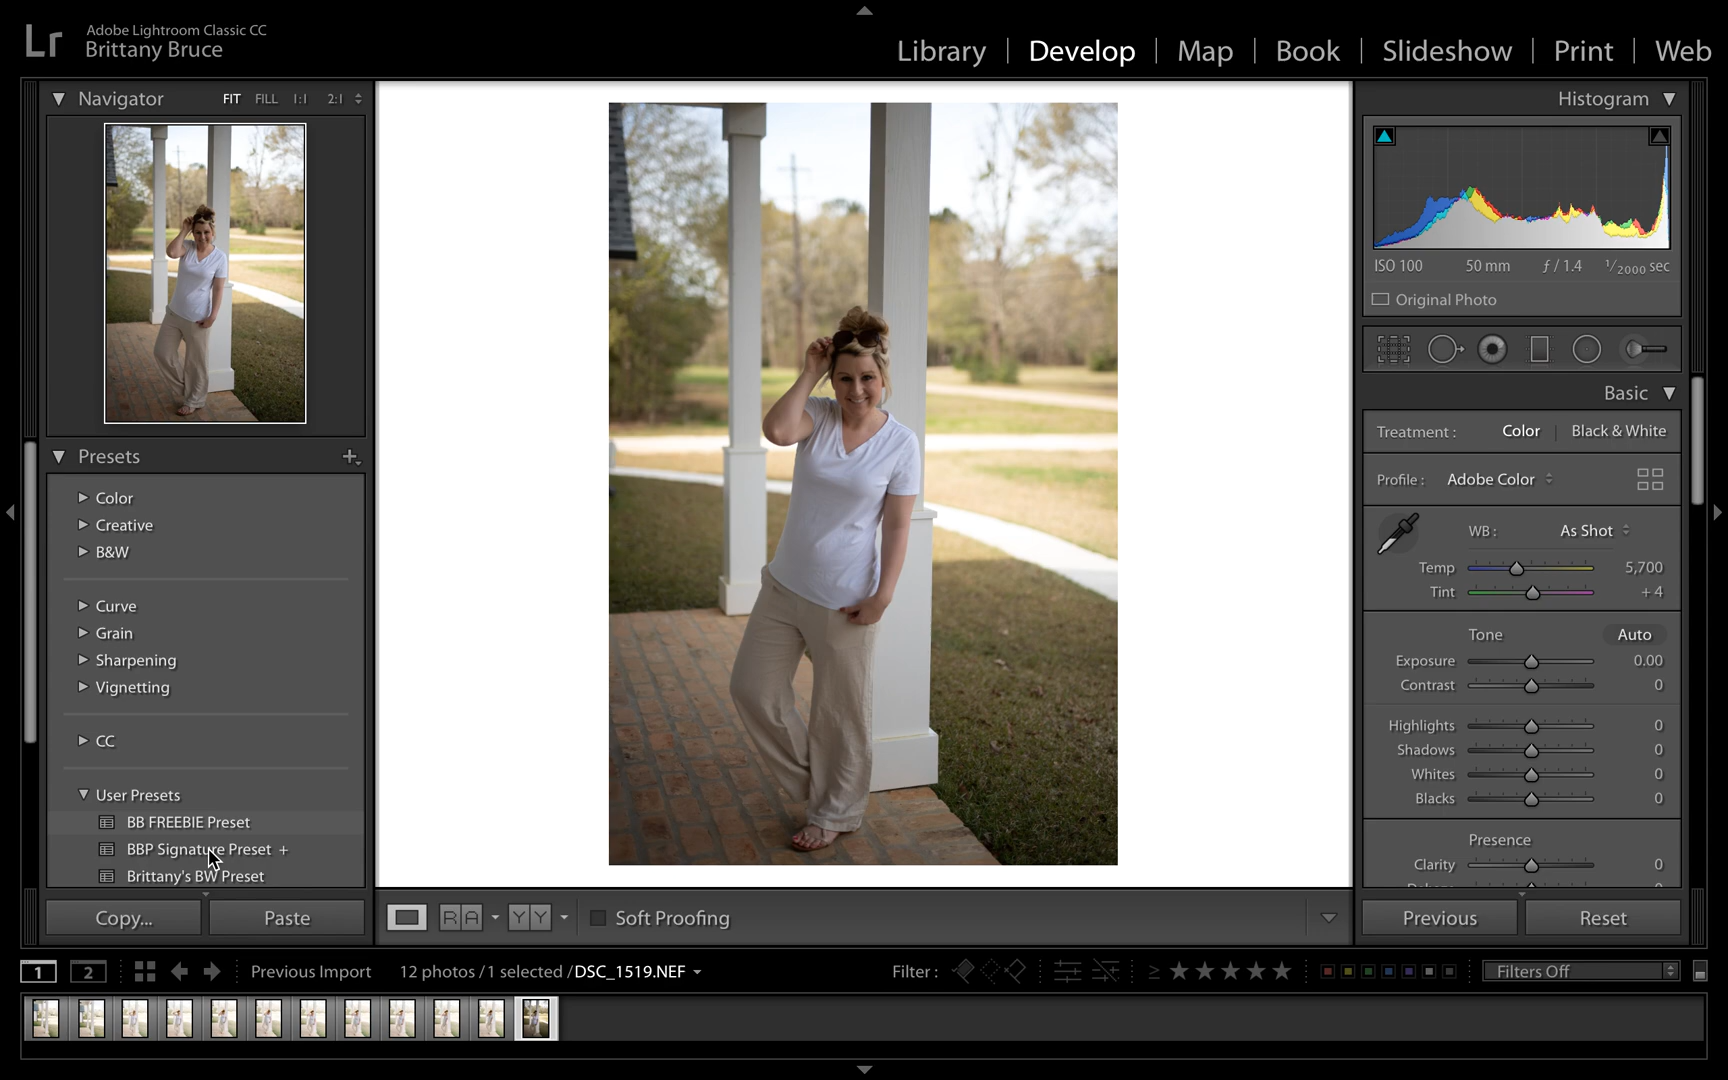 Lr
Adobe Lightroom Classic CC
Brittany Bruce
Library | Develop | Map | Book | Slideshow | Print | Web
Navigator FIT FILL 1:1 2:1
Presets +
Color
Creative
B&W
Curve
Grain
Sharpening
Vignetting
CC
User Presets
BB FREEBIE Preset
BBP Signature Preset +
Brittany's BW Preset
Copy... Paste
R A Y Y Soft Proofing
Histogram
ISO 100 50 mm ƒ / 1.4 1/2000 sec
Original Photo
Basic
Treatment : Color | Black & White
Profile : Adobe Color
WB : As Shot
Temp 5,700
Tint + 4
Tone Auto
Exposure 0.00
Contrast 0
Highlights 0
Shadows 0
Whites 0
Blacks 0
Presence
Clarity 0
Previous Reset
1 2 Previous Import 12 photos / 1 selected / DSC_1519.NEF Filter : ≥ ★★★★★ Filters Off